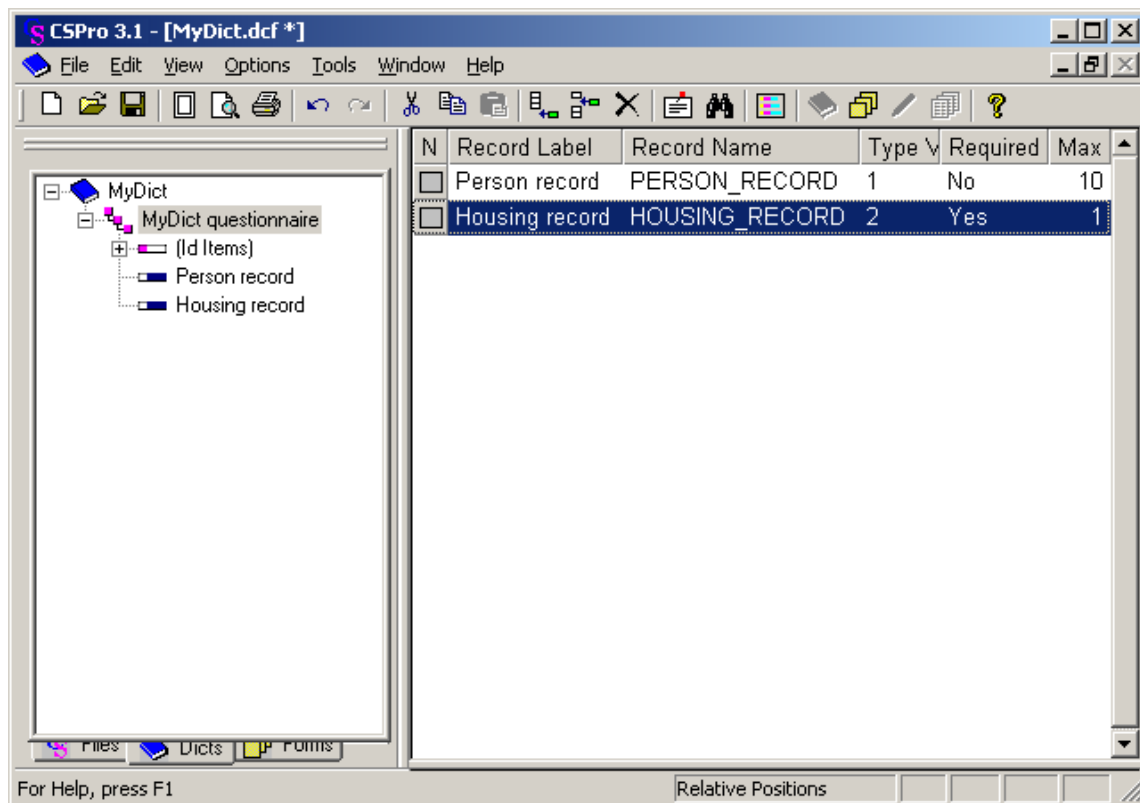 CSPro 3.1 - [MyDict.dcf *]
File Edit View Options Tools Window Help
N Record Label Record Name Type V Required Max
Person record PERSON_RECORD 1 No 10
Housing record HOUSING_RECORD 2 Yes 1
MyDict
MyDict questionnaire
(Id Items)
Person record
Housing record
Files Dicts Forms
For Help, press F1 Relative Positions